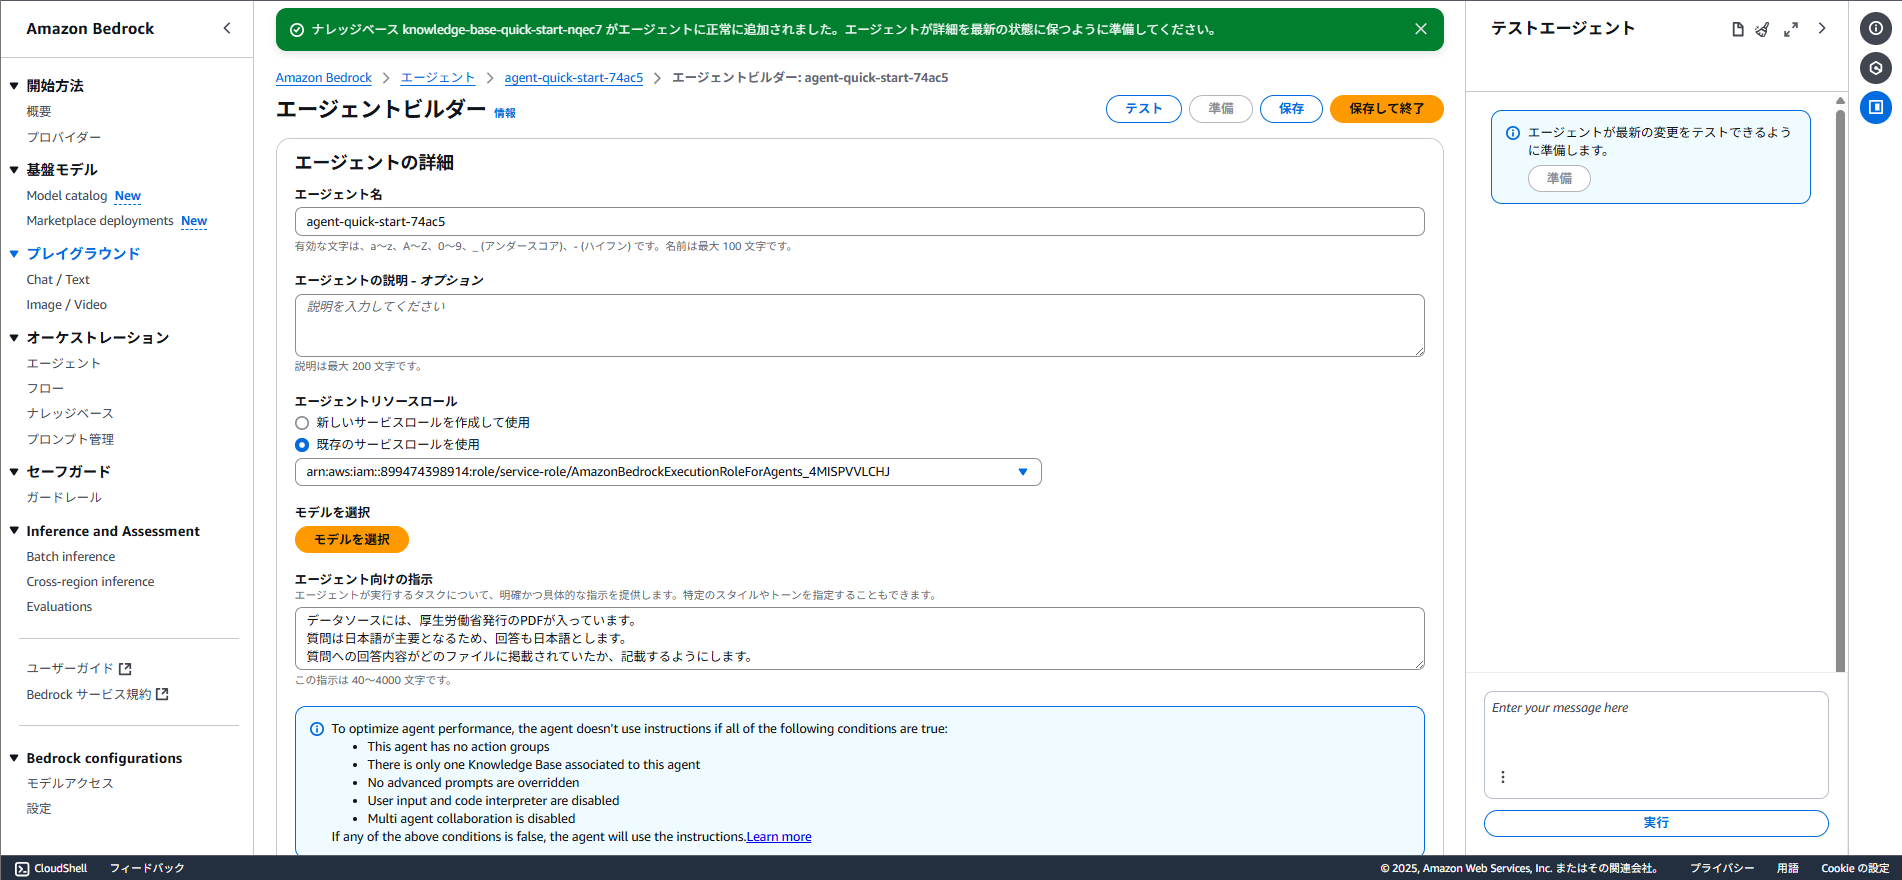 Amazon Bedrock
開始方法
概要
プロバイダー
基盤モデル
Model catalog New
Marketplace deployments New
プレイグラウンド
Chat / Text
Image / Video
オーケストレーション
エージェント
フロー
ナレッジベース
プロンプト管理
セーフガード
ガードレール
Inference and Assessment
Batch inference
Cross-region inference
Evaluations
ユーザーガイド
Bedrock サービス規約
Bedrock configurations
モデルアクセス
設定
ナレッジベース knowledge-base-quick-start-nqec7 がエージェントに正常に追加されました。エージェントが詳細を最新の状態に保つように準備してください。
Amazon Bedrock > エージェント > agent-quick-start-74ac5 > エージェントビルダー: agent-quick-start-74ac5
エージェントビルダー 情報
テスト 準備 保存 保存して終了
エージェントの詳細
エージェント名
agent-quick-start-74ac5
有効な文字は、a～z、A～Z、0～9、_ (アンダースコア)、- (ハイフン) です。名前は最大 100 文字です。
エージェントの説明 - オプション
説明を入力してください
説明は最大 200 文字です。
エージェントリソースロール
新しいサービスロールを作成して使用
既存のサービスロールを使用
arn:aws:iam::899474398914:role/service-role/AmazonBedrockExecutionRoleForAgents_4MISPVVLCHJ
モデルを選択
モデルを選択
エージェント向けの指示
エージェントが実行するタスクについて、明確かつ具体的な指示を提供します。特定のスタイルやトーンを指定することもできます。
データソースには、厚生労働省発行のPDFが入っています。
質問は日本語が主要となるため、回答も日本語とします。
質問への回答内容がどのファイルに掲載されていたか、記載するようにします。
この指示は 40～4000 文字です。
To optimize agent performance, the agent doesn't use instructions if all of the following conditions are true:
• This agent has no action groups
• There is only one Knowledge Base associated to this agent
• No advanced prompts are overridden
• User input and code interpreter are disabled
• Multi agent collaboration is disabled
If any of the above conditions is false, the agent will use the instructions.Learn more
テストエージェント
エージェントが最新の変更をテストできるよう
に準備します。
準備
Enter your message here
実行
CloudShell フィードバック
© 2025, Amazon Web Services, Inc. またはその関連会社。 プライバシー 用語 Cookie の設定